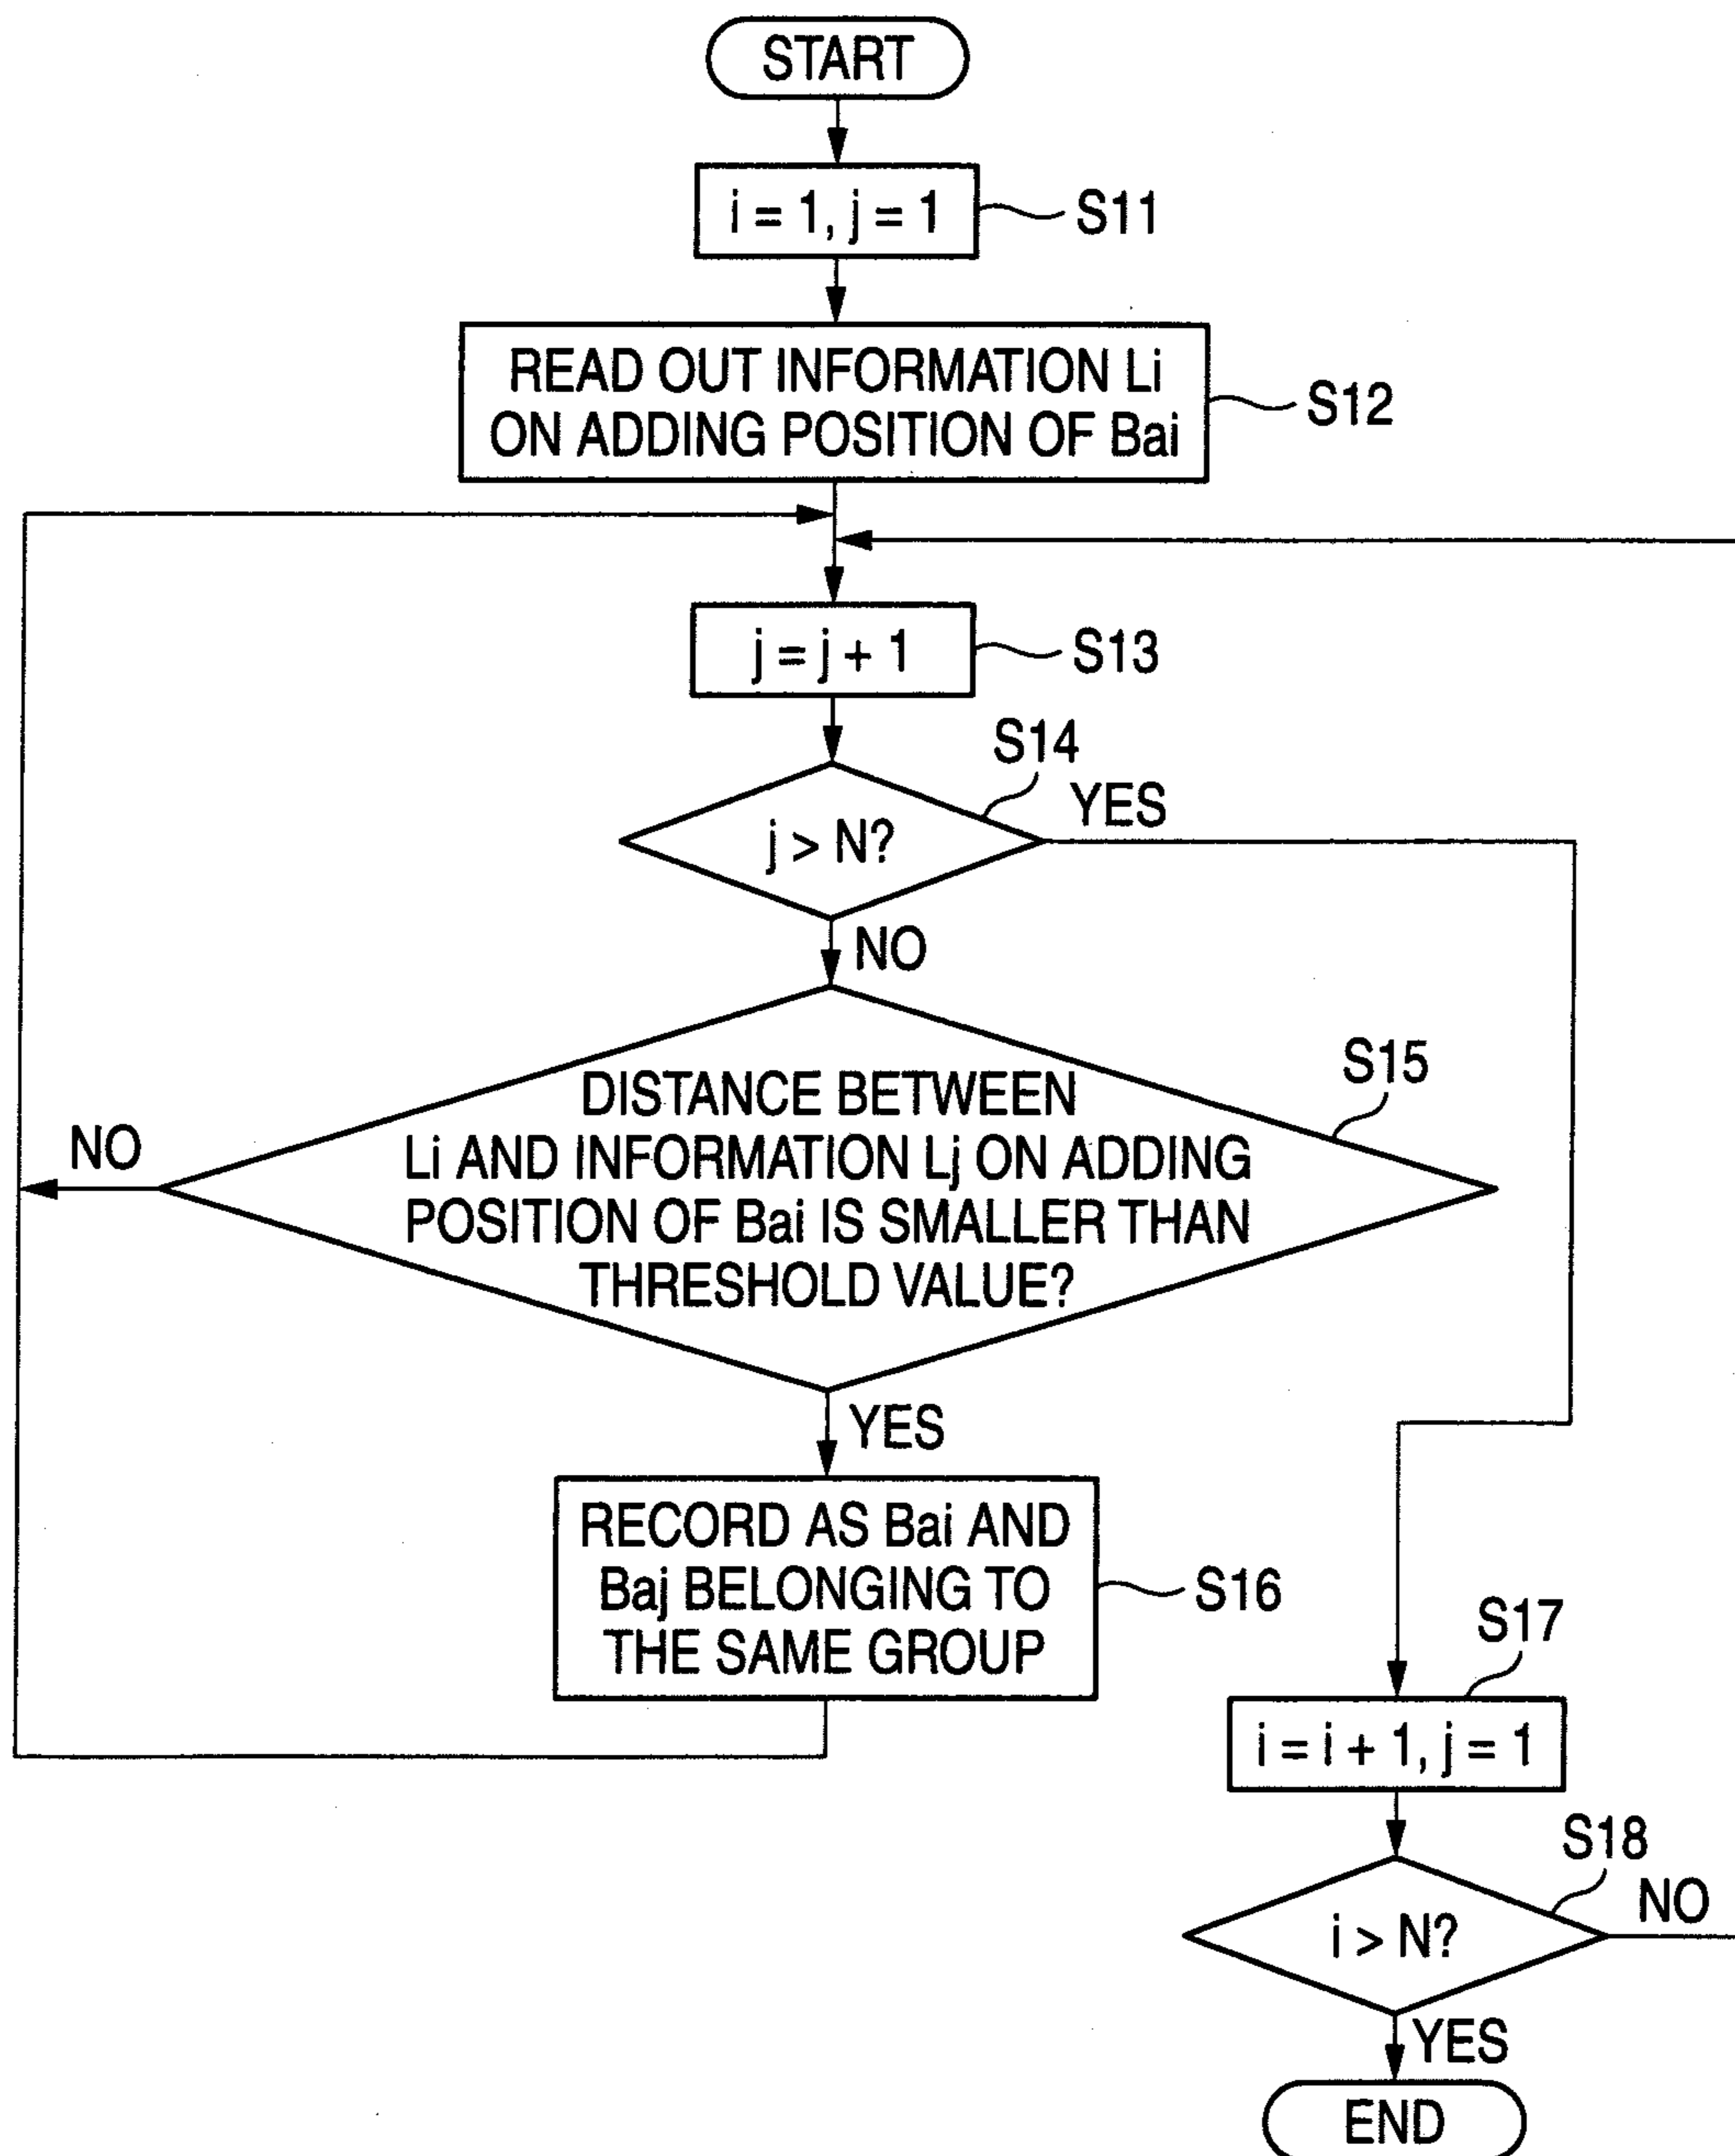 START
i = 1, j = 1
S11
READ OUT INFORMATION Li
ON ADDING POSITION OF Bai
S12
j = j + 1
S13
S14
YES
j > N?
NO
S15
DISTANCE BETWEEN
Li AND INFORMATION Lj ON ADDING
POSITION OF Bai IS SMALLER THAN
THRESHOLD VALUE?
NO
YES
RECORD AS Bai AND
Baj BELONGING TO
THE SAME GROUP
S16
S17
i = i + 1, j = 1
S18
NO
i > N?
YES
END